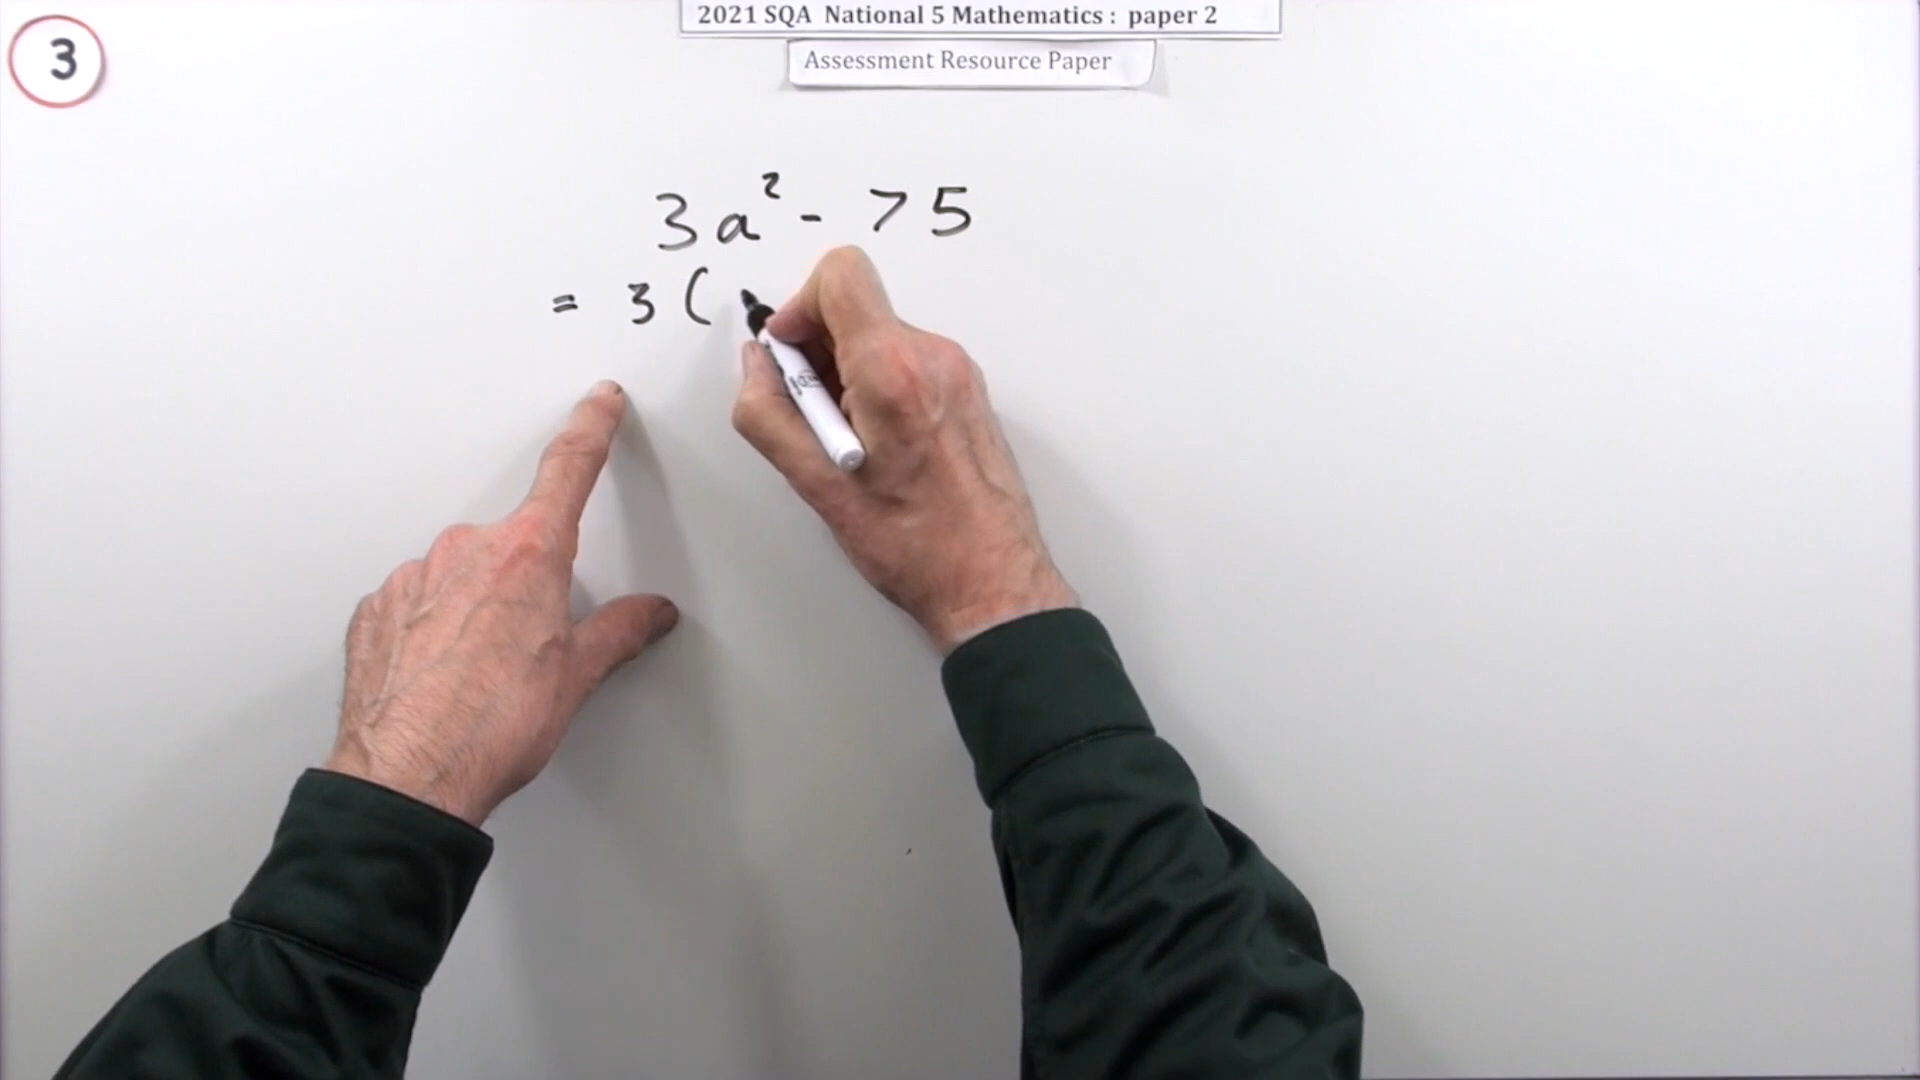 3
2021 SQA National 5 Mathematics : paper 2
Assessment Resource Paper
3a² - 75
= 3 (